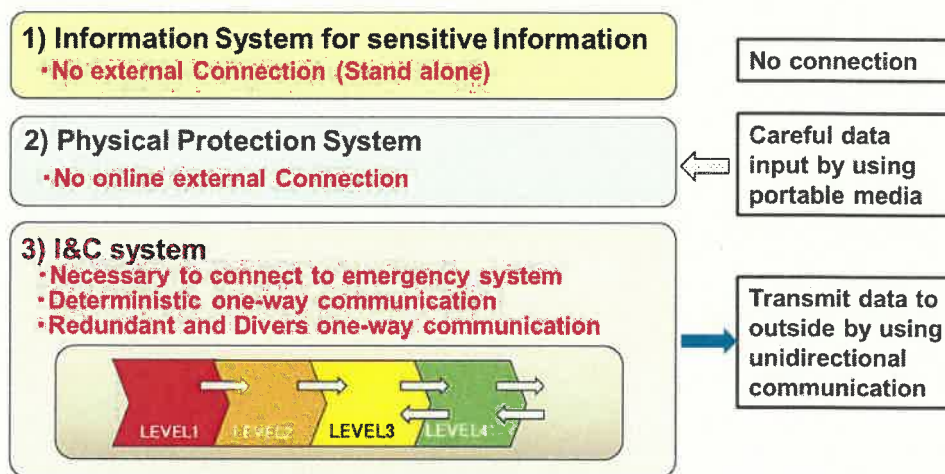 1) Information System for sensitive Information
・No external Connection (Stand alone)
No connection
2) Physical Protection System
・No online external Connection
Careful data
input by using
portable media
3) I&C system
・Necessary to connect to emergency system
・Deterministic one-way communication
・Redundant and Divers one-way communication
LEVEL1
LEVEL2
LEVEL3
LEVEL4
Transmit data to
outside by using
unidirectional
communication